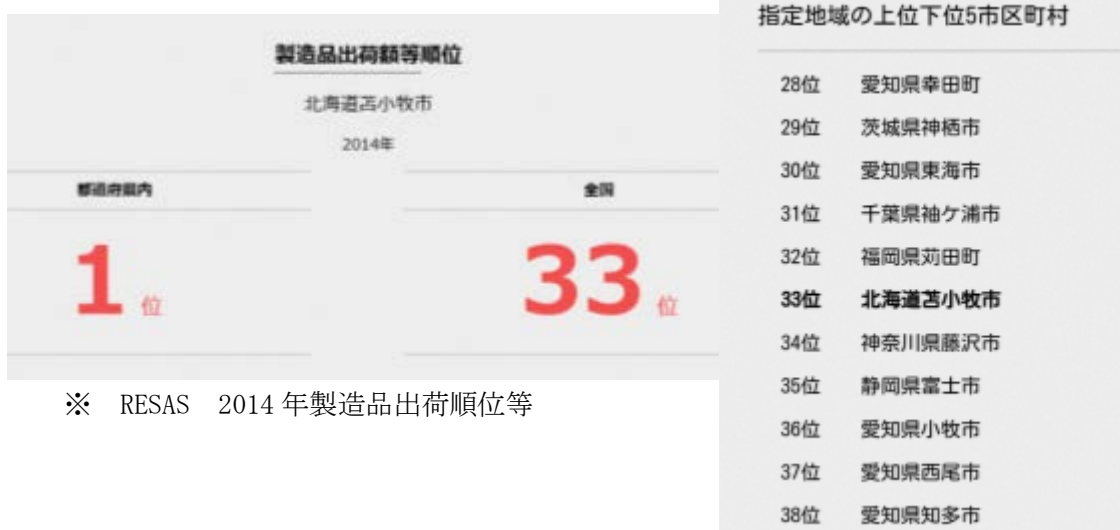 製造品出荷額等順位
北海道苫小牧市
2014年
都道府県内
1位
全国
33位
※ RESAS 2014年製造品出荷順位等
指定地域の上位下位5市区町村
28位 愛知県幸田町
29位 茨城県神栖市
30位 愛知県東海市
31位 千葉県袖ケ浦市
32位 福岡県苅田町
33位 北海道苫小牧市
34位 神奈川県藤沢市
35位 静岡県富士市
36位 愛知県小牧市
37位 愛知県西尾市
38位 愛知県知多市